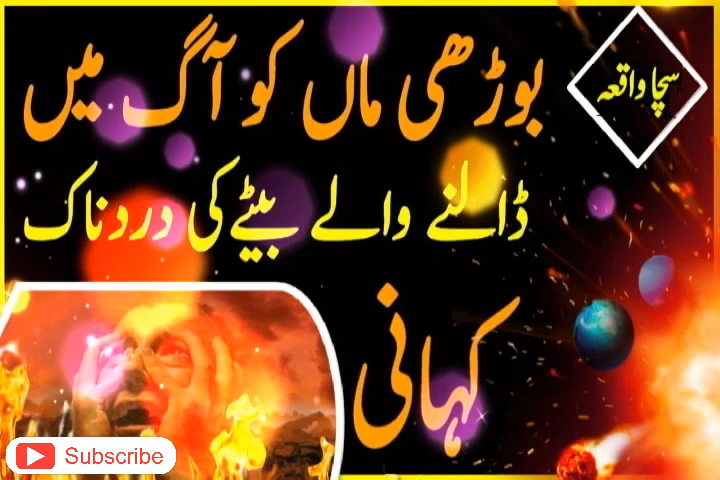 سچا واقعہ
بوڑھی ماں کو آگ میں
ڈالنے والے بیٹے کی دردناک
کہانی
Subscribe